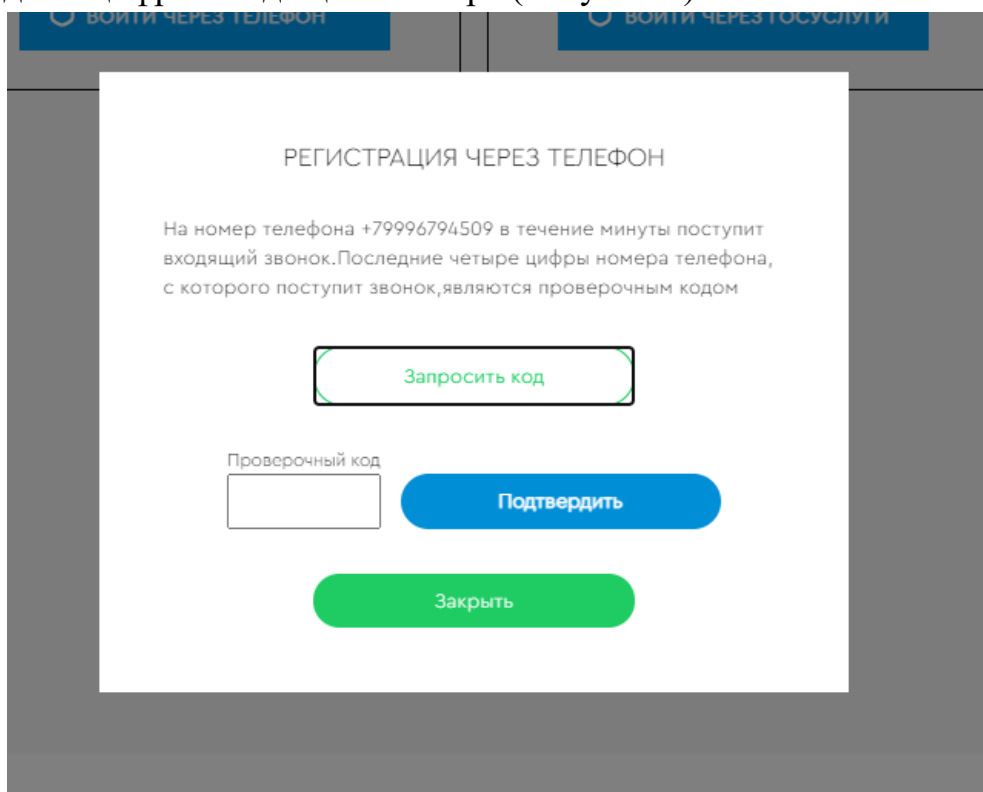 ВОЙТИ ЧЕРЕЗ ТЕЛЕФОН
ВОЙТИ ЧЕРЕЗ ГОСУСЛУГИ
РЕГИСТРАЦИЯ ЧЕРЕЗ ТЕЛЕФОН
На номер телефона +79996794509 в течение минуты поступит
входящий звонок.Последние четыре цифры номера телефона,
с которого поступит звонок,являются проверочным кодом
Запросить код
Проверочный код
Подтвердить
Закрыть